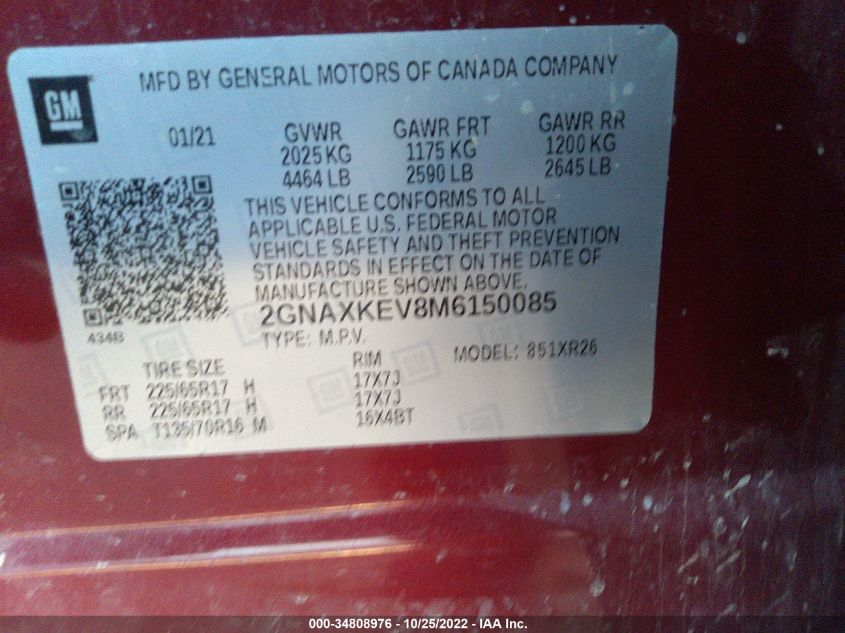 MFD BY GENERAL MOTORS OF CANADA COMPANY
GM
01/21 GVWR GAWR FRT GAWR RR
2025 KG 1175 KG 1200 KG
4464 LB 2590 LB 2645 LB
THIS VEHICLE CONFORMS TO ALL
APPLICABLE U.S. FEDERAL MOTOR
VEHICLE SAFETY AND THEFT PREVENTION
STANDARDS IN EFFECT ON THE DATE OF
MANUFACTURE SHOWN ABOVE.
2GNAXKEV8M6150085
434B
TYPE: M.P.V. MODEL: 851XR26
TIRE SIZE RIM
FRT 225/65R17 H 17X7J
RR 225/65R17 H 17X7J
SPA T135/70R16 M 16X4BT
000-34808976 - 10/25/2022 - IAA Inc.